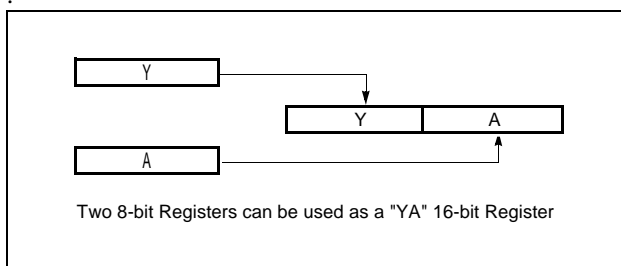 .
Y
Y A
A
Two 8-bit Registers can be used as a "YA" 16-bit Register